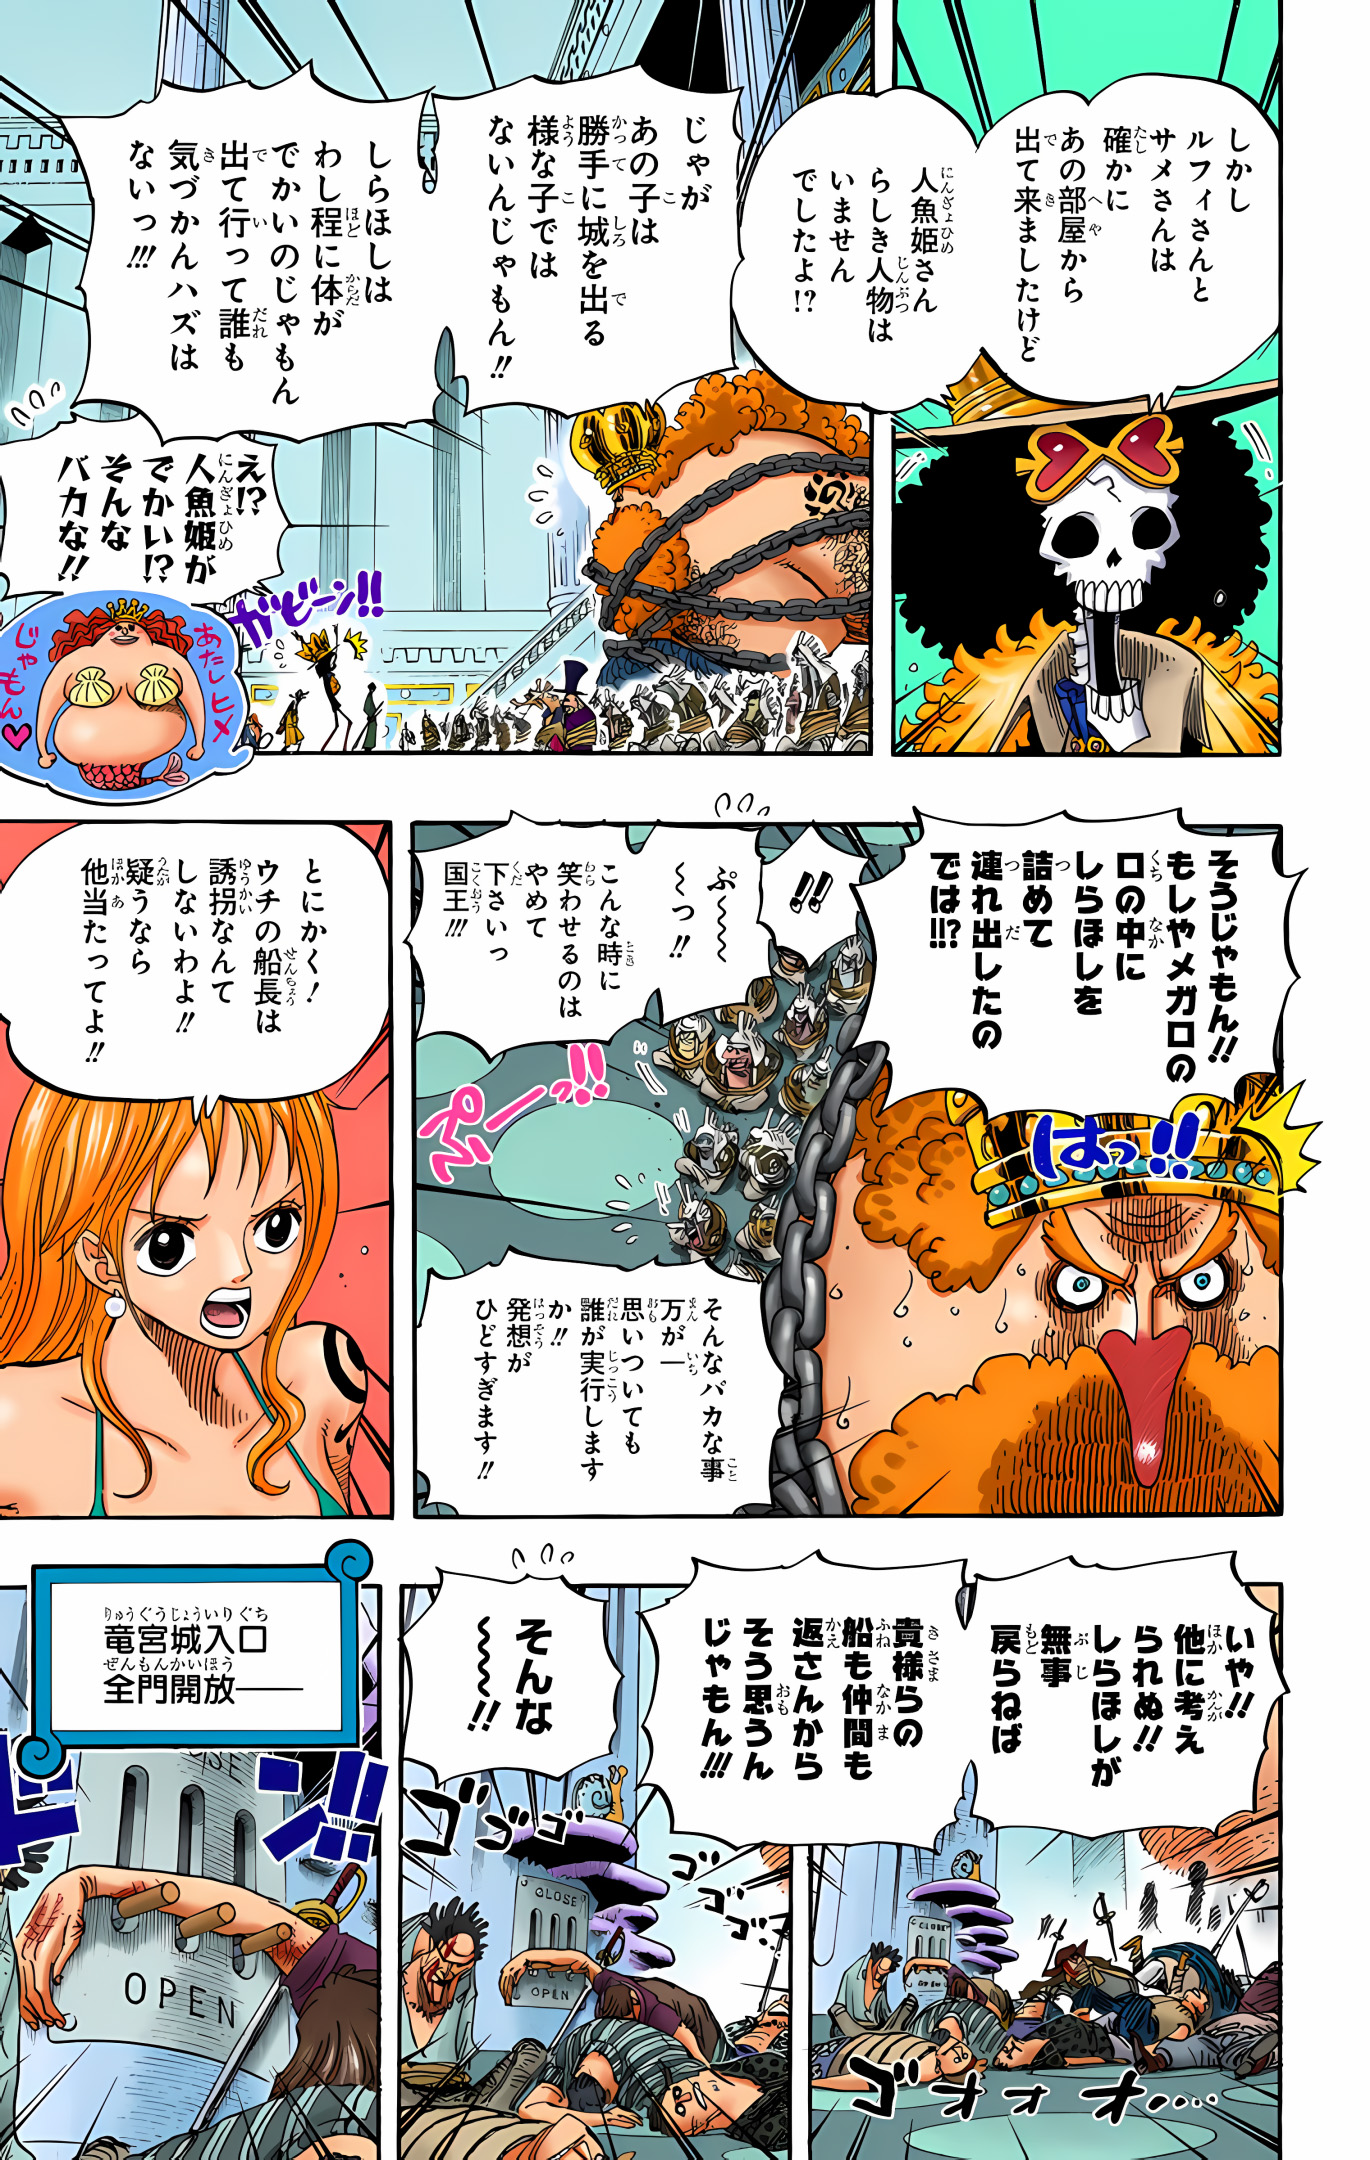 しかし
ルフィさんと
サメさんは
確かに
あの部屋から
出て来ましたけど
人魚姫さん
らしき人物は
いません
でしたよ!?
じゃが
あの子は
勝手に城を出る
様な子では
ないんじゃもん!!
しらほしは
わし程に体が
でかいのじゃもん
出て行って誰も
気づかんハズは
ないっ!!!
え!?
人魚姫が
でかい!?
そんな
バカな!!
ガビーン!!
あたしヒメ
じゃもん♥
そうじゃもん!!
もしやメガロの
口の中に
しらほしを
詰めて
連れ出したの
では!!?
はっ!!
!!
ぷ〜〜〜
〜っ!!
こんな時に
笑わせるのは
やめて
下さいっ
国王!!!
ぺぇーーっ!!
そんなバカな事
万が一
思いついても
誰が実行します
か!!
発想が
ひどすぎます!!
とにかく!
ウチの船長は
誘拐なんて
しないわよ!!
疑うなら
他当たってよ!!
いや!!
他に考え
られぬ!!
しらほしが
無事
戻らねば
貴様らの
船も仲間も
返さんから
そう思うん
じゃもん!!!
そんな
〜〜〜!!
ゴオオオオ…
CLOSE
OPEN
ゴゴゴ
ゴゴゴ
CLOSE
OPEN
竜宮城入口
全門開放——
ドン!!
OPEN